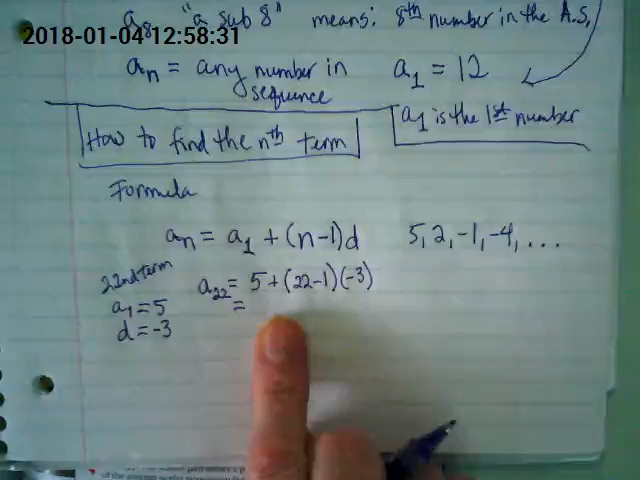 2018-01-04 12:58:31
a8 "a sub 8" means: 8th number in the A.S.
an = any number in sequence
a1 = 12
a1 is the 1st number
How to find the nth term
Formula
an = a1 + (n-1)d
5, 2, -1, -4, ...
22nd term
a1 = 5
d = -3
a22 = 5 + (22-1)(-3)
=